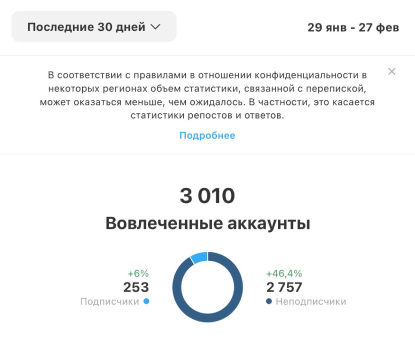 Последние 30 дней
29 янв - 27 фев
В соответствии с правилами в отношении конфиденциальности в
некоторых регионах объем статистики, связанной с перепиской,
может оказаться меньше, чем ожидалось. В частности, это касается
статистики репостов и ответов.
Подробнее
3 010
Вовлеченные аккаунты
+6%
253
Подписчики
+46,4%
2 757
Неподписчики